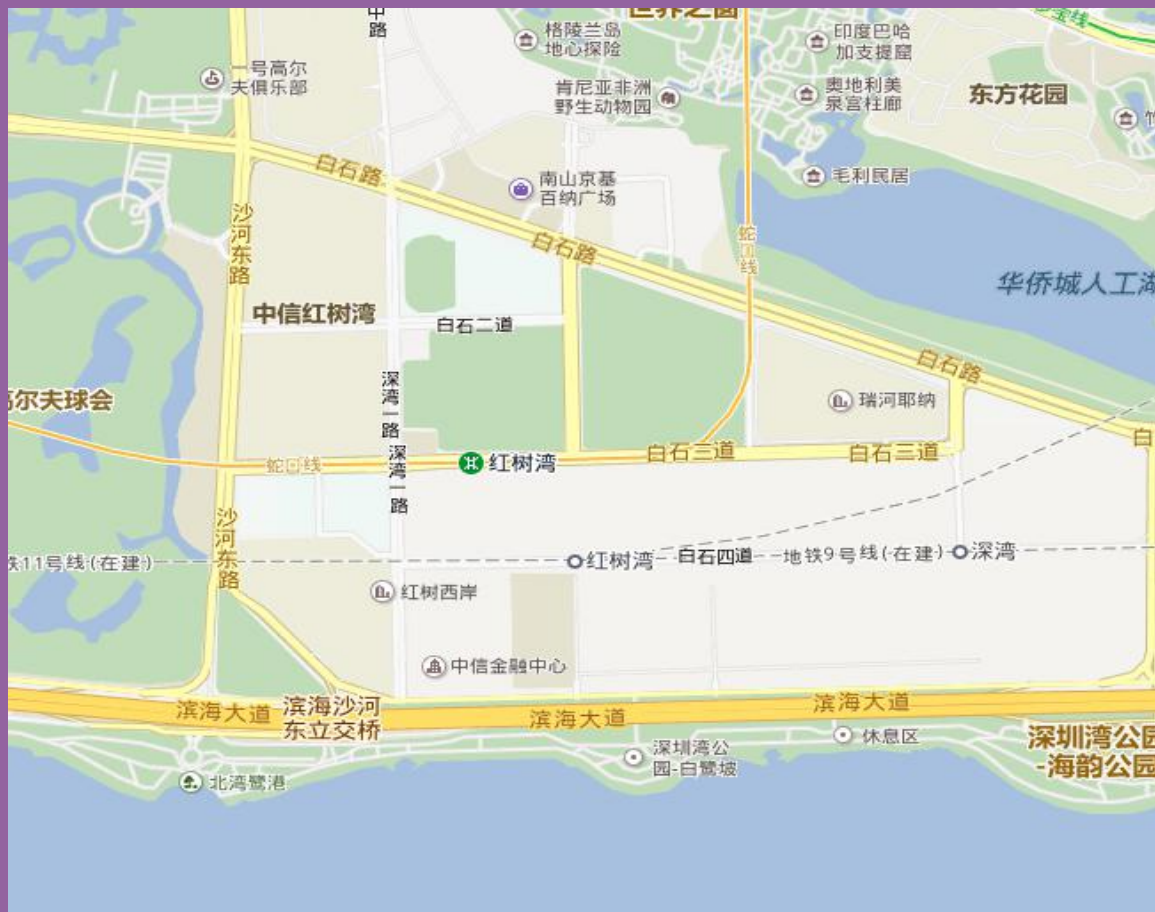 中路
世界之窗
格陵兰岛
地心探险
印度巴哈
加支提窟
一号高尔
夫俱乐部
肯尼亚非洲
野生动物园
奥地利美
泉宫柱廊
东方花园
白石路
南山京基
百纳广场
毛利民居
沙河东路
白石路
蛇口线
华侨城人工湖
中信红树湾
白石二道
白石路
高尔夫球会
深湾一路
瑞河耶纳
白
深湾一路
蛇口线
红树湾
白石三道
白石三道
沙河东路
铁11号线(在建)
红树湾
白石四道
地铁9号线(在建)
深湾
红树西岸
中信金融中心
滨海大道
滨海沙河
东立交桥
滨海大道
滨海大道
深圳湾公
园-白鹭坡
休息区
深圳湾公园
-海韵公园
北湾鹭港